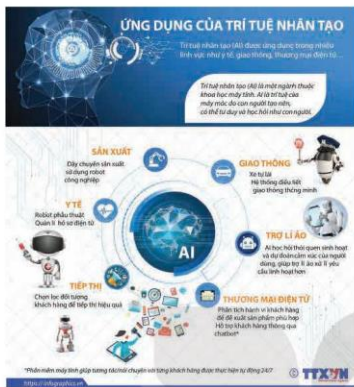 ỨNG DỤNG CỦA TRÍ TUỆ NHÂN TẠO
Trí tuệ nhân tạo (AI) được ứng dụng trong nhiều
lĩnh vực như y tế, giao thông, thương mại điện tử...
Trí tuệ nhân tạo (AI) là một ngành thuộc
khoa học máy tính. AI là trí tuệ của
máy móc do con người tạo nên,
có thể tư duy và học hỏi như con người.
SẢN XUẤT
Dây chuyền sản xuất
sử dụng robot
công nghiệp
GIAO THÔNG
Xe tự lái
Hệ thống điều tiết
giao thông thông minh
Y TẾ
Robot phẫu thuật
Quản lí hồ sơ điện tử
TRỢ LÍ ẢO
AI học hỏi thói quen sinh hoạt
và dự đoán cảm xúc của người
dùng, giúp trợ lí ảo xử lí yêu
cầu linh hoạt hơn
AI
TIẾP THỊ
Chọn lọc đối tượng
khách hàng để tiếp thị hiệu quả
THƯƠNG MẠI ĐIỆN TỬ
Phân tích hành vi khách hàng
để đề xuất sản phẩm phù hợp
Hỗ trợ khách hàng thông qua
chatbot*
*Phần mềm máy tính giúp tương tác/nói chuyện với từng khách hàng được thực hiện tự động 24/7
https://infographics.vn
© TTXVN